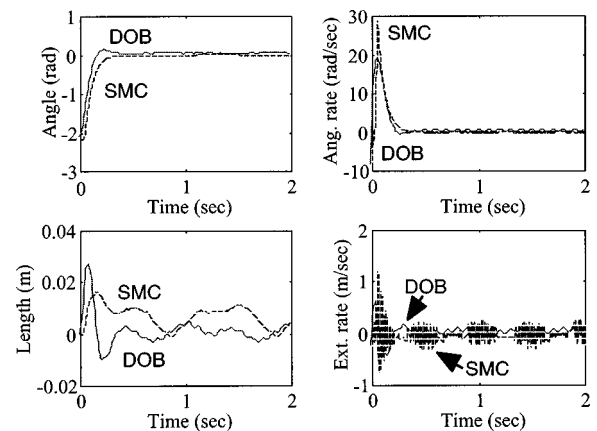 1
0
-1
-2
-3
Angle (rad)
DOB
SMC
0
1
2
Time (sec)
30
20
10
0
-10
Ang. rate (rad/sec)
SMC
DOB
0
1
2
Time (sec)
0.04
0.02
0
-0.02
Length (m)
SMC
DOB
0
1
2
Time (sec)
2
1
0
-1
Ext. rate (m/sec)
DOB
SMC
0
1
2
Time (sec)